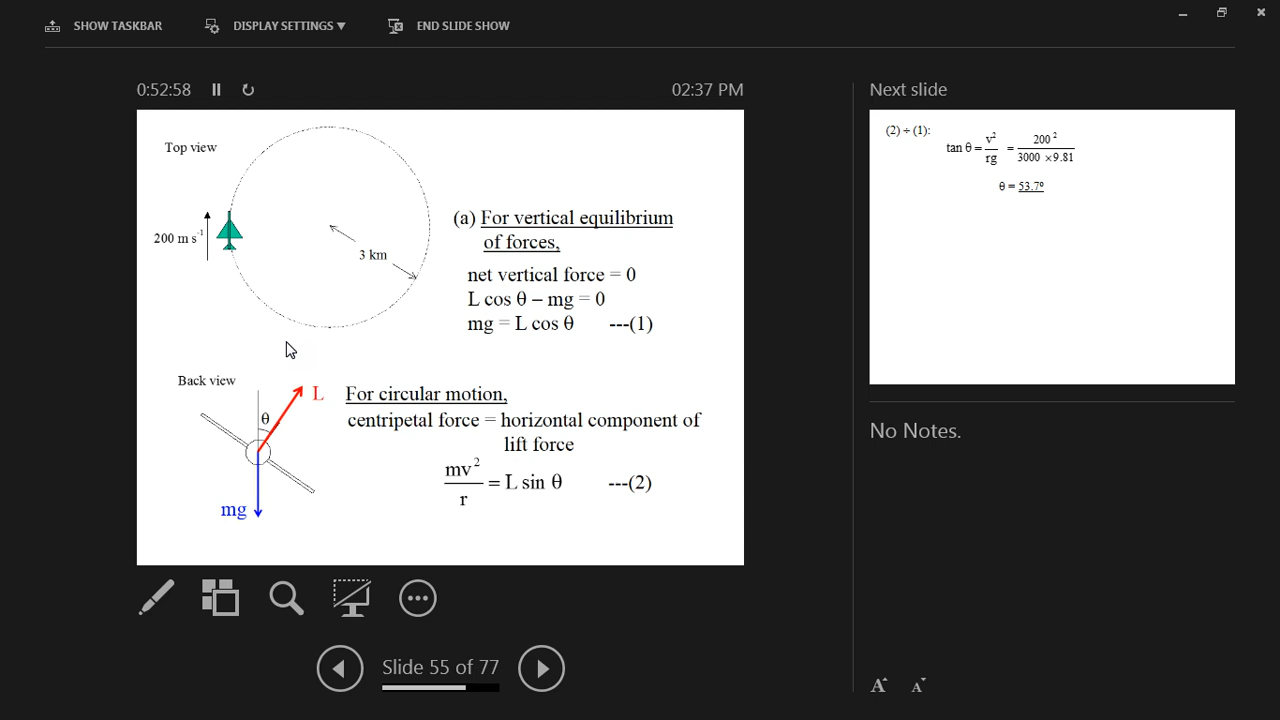 SHOW TASKBAR DISPLAY SETTINGS ▼ END SLIDE SHOW
0:52:58 02:37 PM
Top view
200 m s⁻¹
3 km
(a) For vertical equilibrium
of forces,
net vertical force = 0
L cos θ – mg = 0
mg = L cos θ ---(1)
Back view
L
θ
mg
For circular motion,
centripetal force = horizontal component of
lift force
mv²/r = L sin θ ---(2)
Slide 55 of 77
Next slide
(2) ÷ (1):
tan θ = v²/rg = 200²/3000 ×9.81
θ = 53.7º
No Notes.
A A